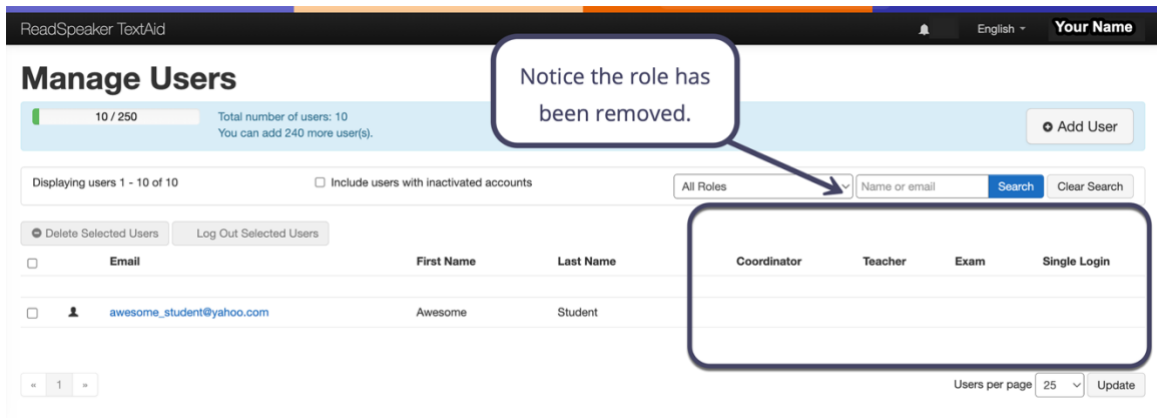 ReadSpeaker TextAid English Your Name
Manage Users
Notice the role has
been removed.
10 / 250 Total number of users: 10
You can add 240 more user(s).
Add User
Displaying users 1 - 10 of 10 Include users with inactivated accounts All Roles Name or email Search Clear Search
Delete Selected Users Log Out Selected Users
Email First Name Last Name Coordinator Teacher Exam Single Login
awesome_student@yahoo.com Awesome Student
« 1 » Users per page 25 Update